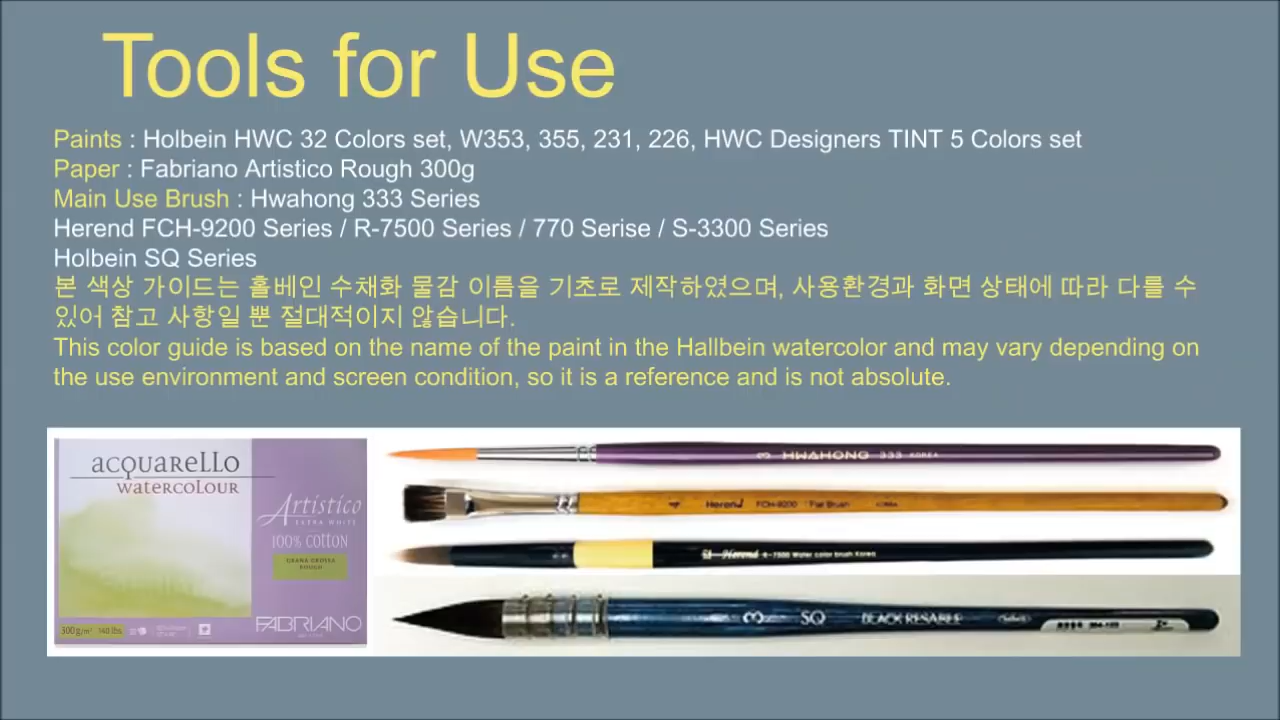 Tools for Use
Paints : Holbein HWC 32 Colors set, W353, 355, 231, 226, HWC Designers TINT 5 Colors set
Paper : Fabriano Artistico Rough 300g
Main Use Brush : Hwahong 333 Series
Herend FCH-9200 Series / R-7500 Series / 770 Serise / S-3300 Series
Holbein SQ Series
본 색상 가이드는 홀베인 수채화 물감 이름을 기초로 제작하였으며, 사용환경과 화면 상태에 따라 다를 수
있어 참고 사항일 뿐 절대적이지 않습니다.
This color guide is based on the name of the paint in the Hallbein watercolor and may vary depending on
the use environment and screen condition, so it is a reference and is not absolute.
acquarello
watercolour
Artistico
EXTRA WHITE
100% COTTON
GRANA GROSSA
ROUGH
FABRIANO
300g/m² 140 lbs
3 HWAHONG 333 KOREA
4 Herend FCH-9200 Flat Brush KOREA
12 Herend R-7500 Water color brush Korea
SQ BLACK RESABLE